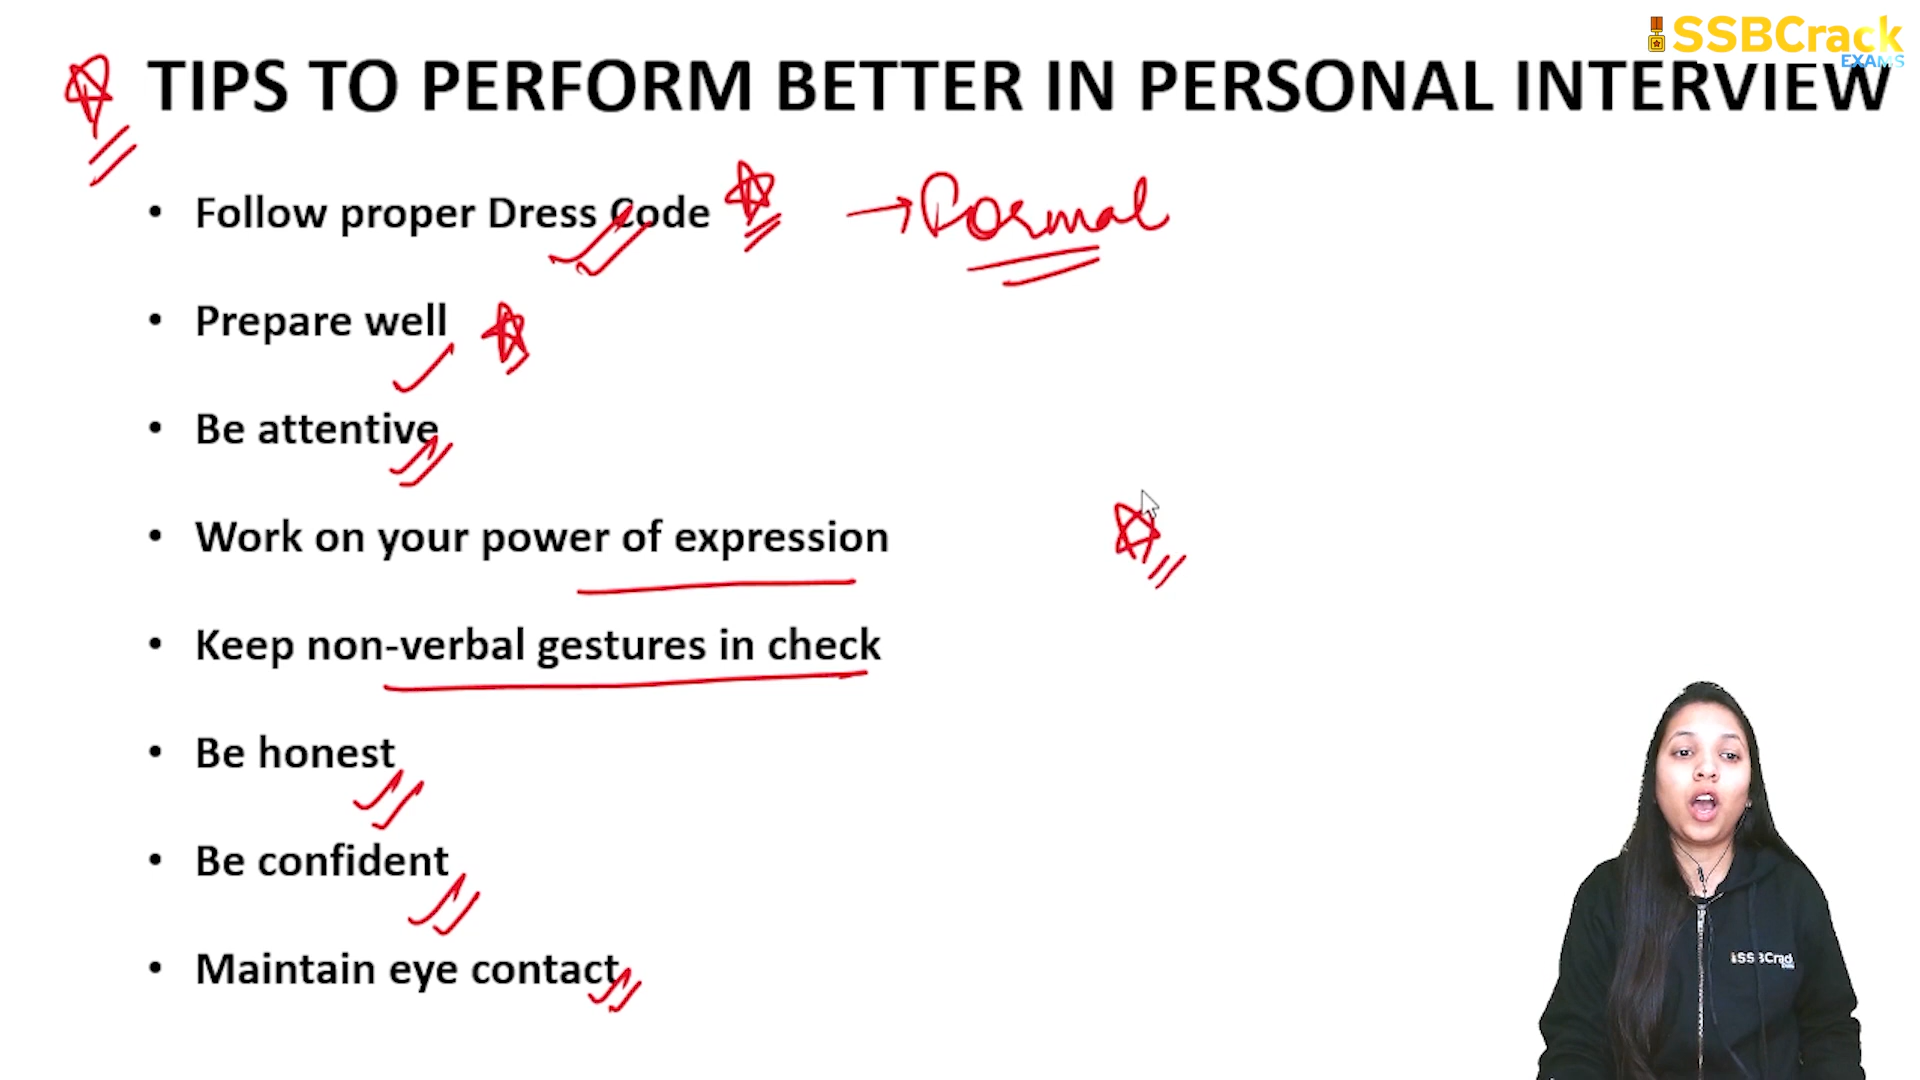 SSBCrack
EXAMS
TIPS TO PERFORM BETTER IN PERSONAL INTERVIEW
• Follow proper Dress Code → Formal
• Prepare well
• Be attentive
• Work on your power of expression
• Keep non-verbal gestures in check
• Be honest
• Be confident
• Maintain eye contact
SSBCrack